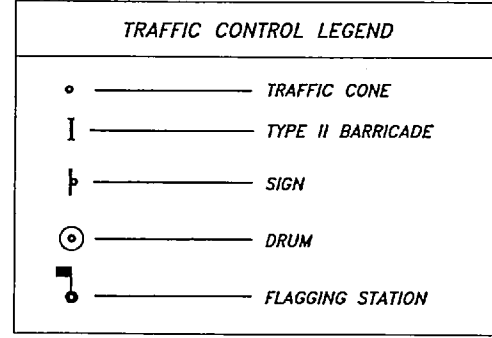 TRAFFIC CONTROL LEGEND
TRAFFIC CONE
TYPE II BARRICADE
SIGN
DRUM
FLAGGING STATION